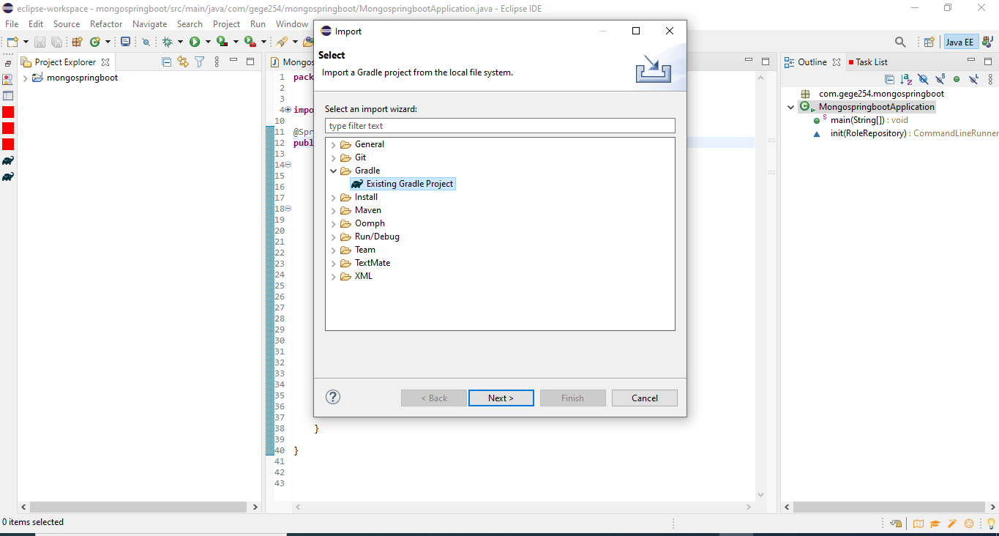 eclipse-workspace - mongospringboot/src/main/java/com/gege254/mongospringboot/MongospringbootApplication.java - Eclipse IDE
File Edit Source Refactor Navigate Search Project Run Window
Java EE
Project Explorer
mongospringboot
Mongos
1 pack
2
3
4 impo
10
11 @Spr
12 publ
13
14
15
16
17
18
19
20
21
22
23
24
25
26
27
28
29
30
31
32
33
34
35
36
37
38 }
39
40 }
41
42
43
Import
Select
Import a Gradle project from the local file system.
Select an import wizard:
type filter text
General
Git
Gradle
Existing Gradle Project
Install
Maven
Oomph
Run/Debug
Team
TextMate
XML
< Back Next > Finish Cancel
Outline Task List
com.gege254.mongospringboot
MongospringbootApplication
main(String[]) : void
init(RoleRepository) : CommandLineRunner
0 items selected